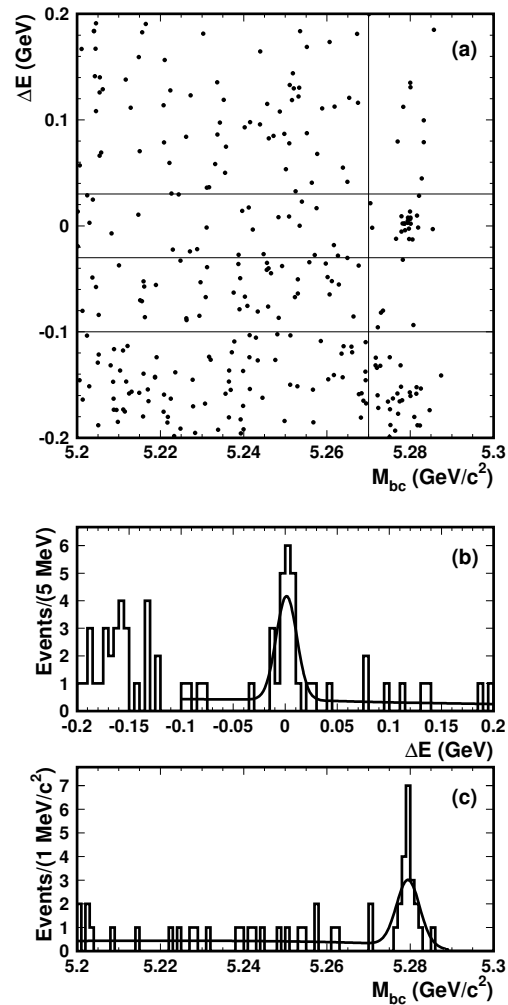 ΔE (GeV)
(a)
0.2
0.1
0
-0.1
-0.2
5.2 5.22 5.24 5.26 5.28 5.3
M_bc (GeV/c²)
Events/(5 MeV)
(b)
6
5
4
3
2
1
0
-0.2 -0.15 -0.1 -0.05 0 0.05 0.1 0.15 0.2
ΔE (GeV)
Events/(1 MeV/c²)
(c)
7
6
5
4
3
2
1
0
5.2 5.22 5.24 5.26 5.28 5.3
M_bc (GeV/c²)